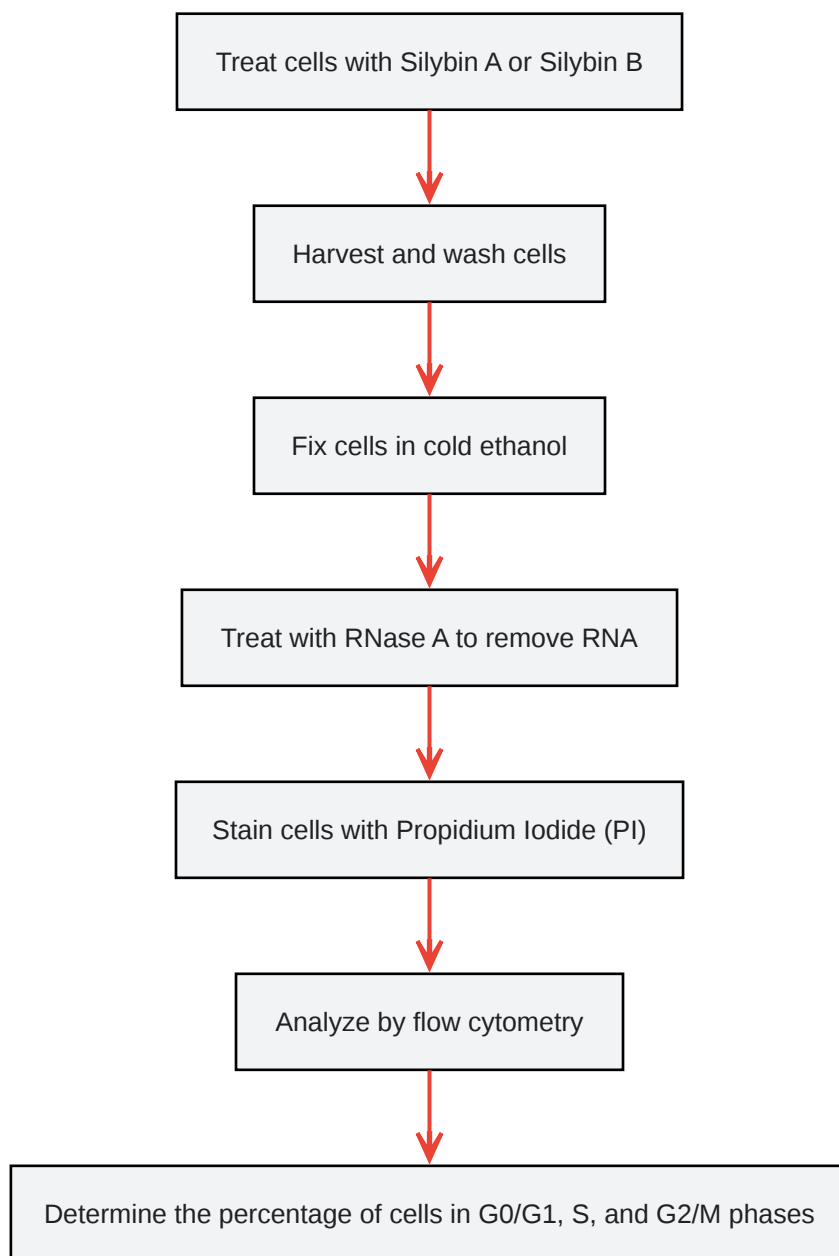 Treat cells with Silybin A or Silybin B
Harvest and wash cells
Fix cells in cold ethanol
Treat with RNase A to remove RNA
Stain cells with Propidium Iodide (PI)
Analyze by flow cytometry
Determine the percentage of cells in G0/G1, S, and G2/M phases